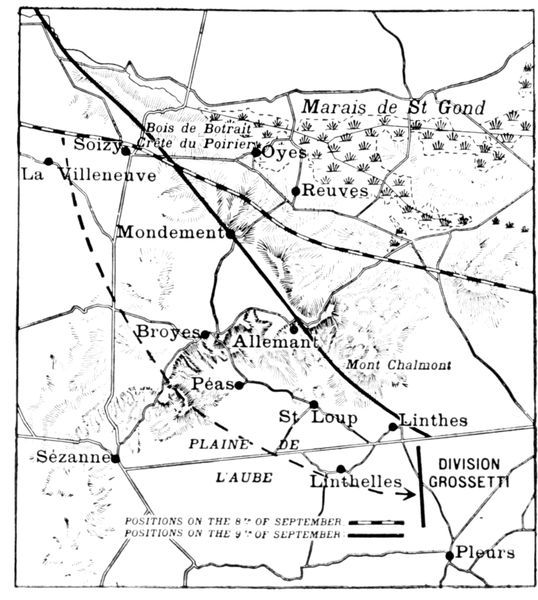 Marais de St Gond
Bois de Botrait
Crête du Poirier
Soizy
Oyes
La Villeneuve
Reuves
Mondement
Broyes
Allemant
Mont Chalmont
Péas
St Loup
Linthes
PLAINE DE
L'AUBE
Sézanne
Linthelles
DIVISION
GROSSETTI
POSITIONS ON THE 8TH OF SEPTEMBER
POSITIONS ON THE 9TH OF SEPTEMBER
Pleurs